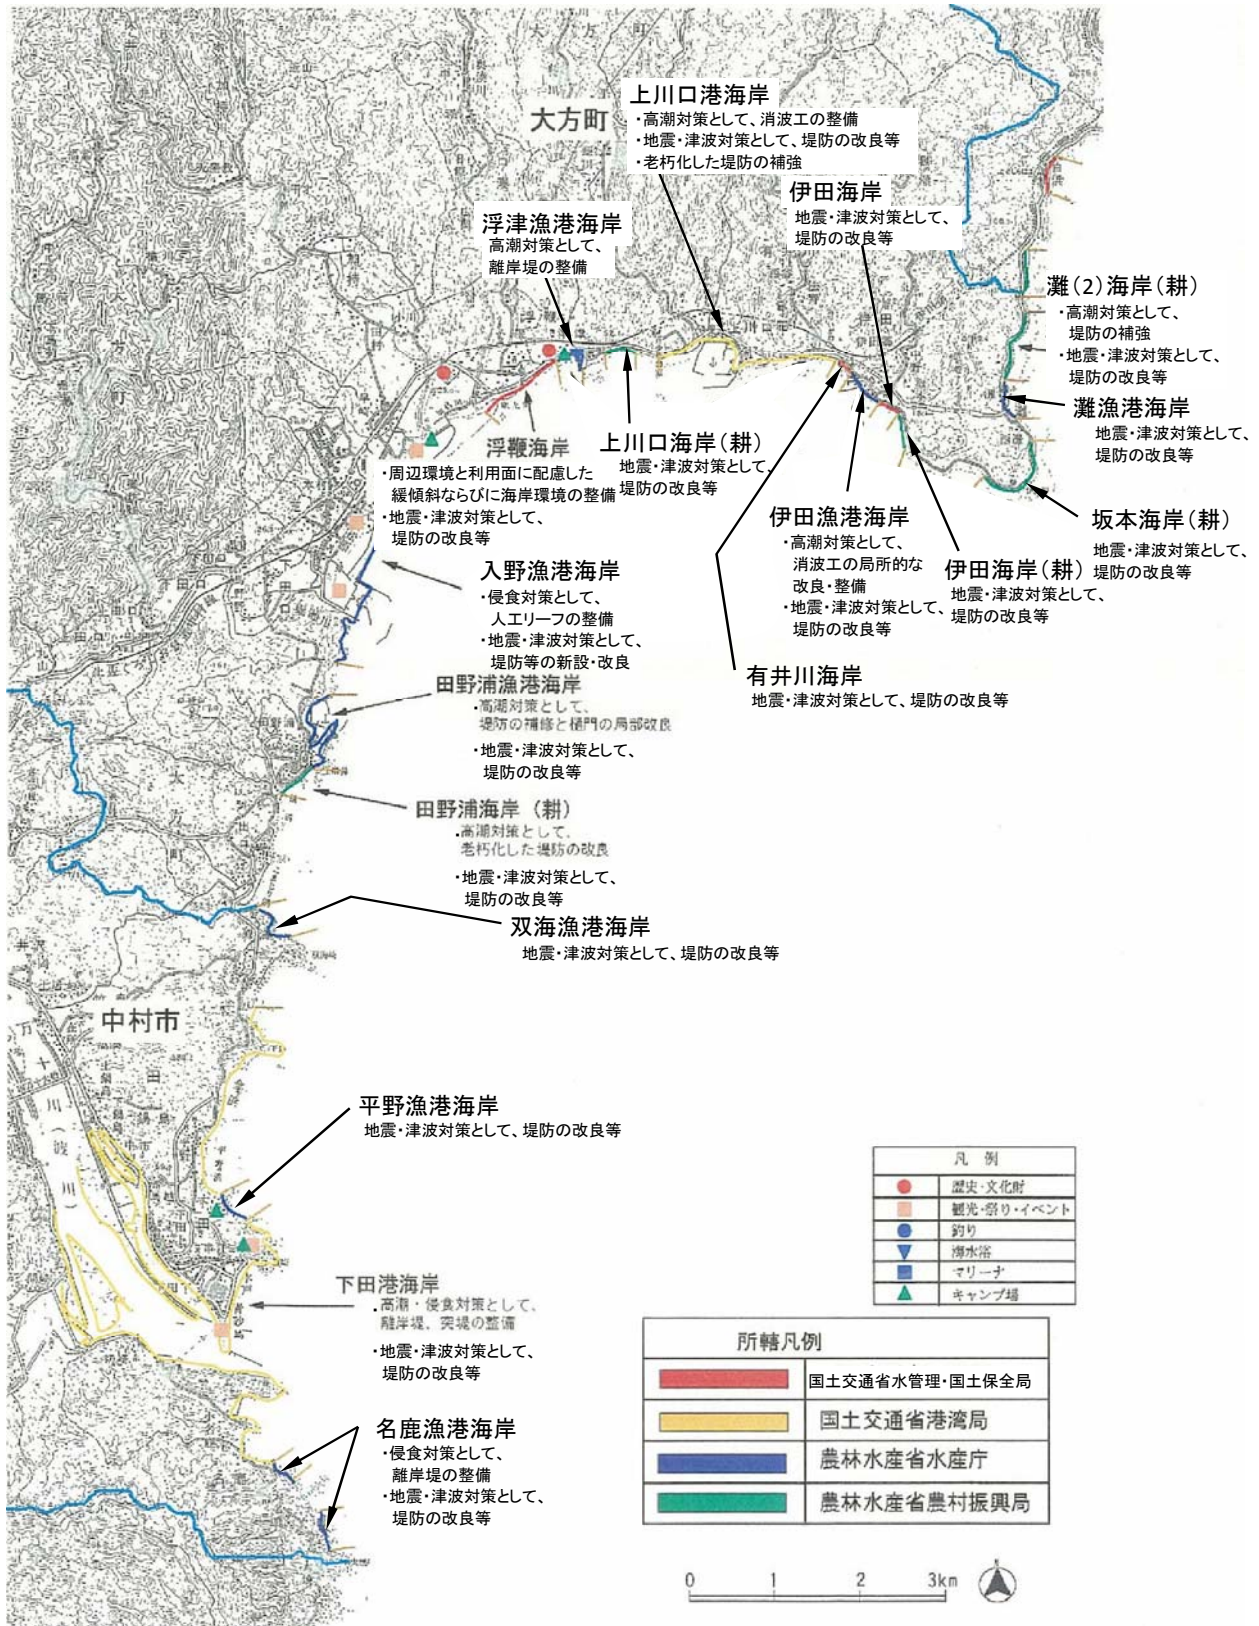 大方町
上川口港海岸
・高潮対策として、消波工の整備
・地震・津波対策として、堤防の改良等
・老朽化した堤防の補強
伊田海岸
地震・津波対策として、
堤防の改良等
浮津漁港海岸
高潮対策として、
離岸堤の整備
灘(2)海岸(耕)
・高潮対策として、
堤防の補強
・地震・津波対策として、
堤防の改良等
灘漁港海岸
地震・津波対策として、
堤防の改良等
浮鞭海岸
・周辺環境と利用面に配慮した
緩傾斜ならびに海岸環境の整備
・地震・津波対策として、
堤防の改良等
上川口海岸(耕)
地震・津波対策として、
堤防の改良等
伊田漁港海岸
・高潮対策として、
消波工の局所的な
改良・整備
・地震・津波対策として、
堤防の改良等
伊田海岸(耕)
地震・津波対策として、
堤防の改良等
坂本海岸(耕)
地震・津波対策として、
堤防の改良等
入野漁港海岸
・侵食対策として、
人工リーフの整備
・地震・津波対策として、
堤防等の新設・改良
有井川海岸
地震・津波対策として、堤防の改良等
田野浦漁港海岸
・高潮対策として、
堤防の補修と樋門の局部改良
・地震・津波対策として、
堤防の改良等
田野浦海岸(耕)
・高潮対策として、
老朽化した堤防の改良
・地震・津波対策として、
堤防の改良等
双海漁港海岸
地震・津波対策として、堤防の改良等
中村市
平野漁港海岸
地震・津波対策として、堤防の改良等
下田港海岸
・高潮・侵食対策として、
離岸堤、突堤の整備
・地震・津波対策として、
堤防の改良等
名鹿漁港海岸
・侵食対策として、
離岸堤の整備
・地震・津波対策として、
堤防の改良等
凡例
歴史・文化財
観光・祭り・イベント
釣り
海水浴
マリーナ
キャンプ場
所轄凡例
国土交通省水管理・国土保全局
国土交通省港湾局
農林水産省水産庁
農林水産省農村振興局
0 1 2 3km